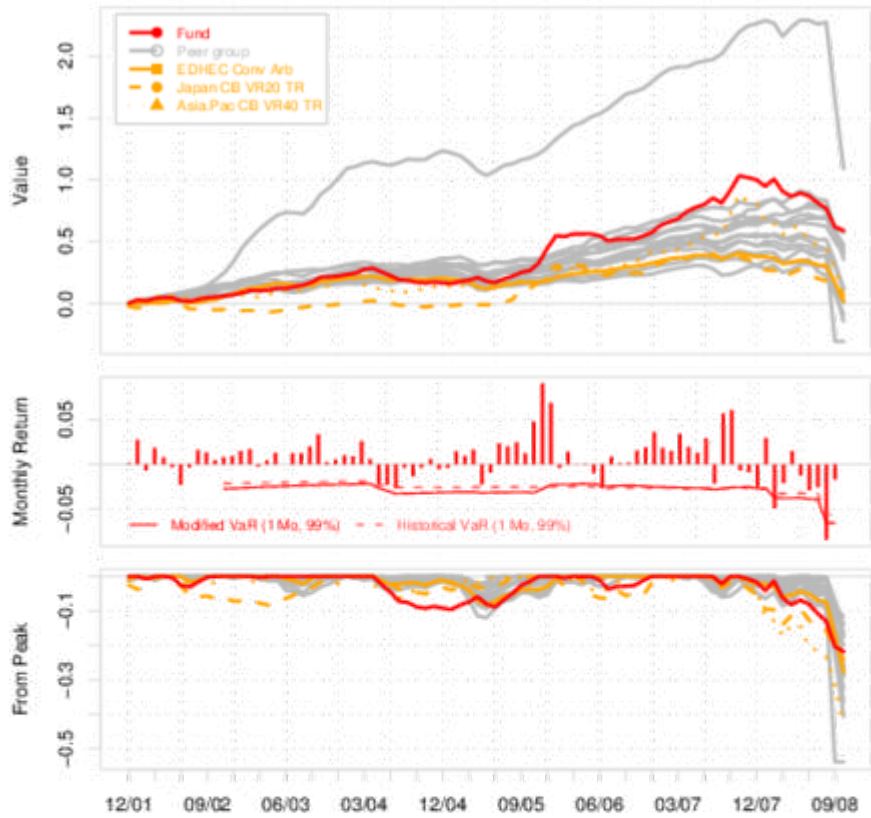 Fund
Peer group
EDHEC Conv Arb
Japan CB VR20 TR
Asia.Pac CB VR40 TR
Value
2.0
1.5
1.0
0.5
0.0
Monthly Return
0.05
−0.05
Modified VaR (1 Mo, 99%) Historical VaR (1 Mo, 99%)
From Peak
−0.1
−0.3
−0.5
12/01 09/02 06/03 03/04 12/04 09/05 06/06 03/07 12/07 09/08